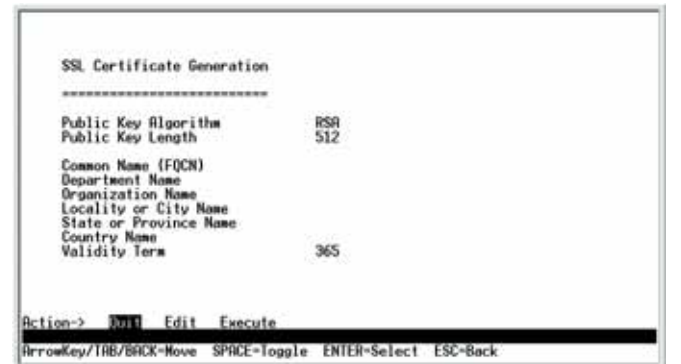 SSL Certificate Generation
==========================
Public Key Algorithm RSA
Public Key Length 512
Common Name (FQCN)
Department Name
Organization Name
Locality or City Name
State or Province Name
Country Name
Validity Term 365
Action-> Quit Edit Execute
ArrowKey/TAB/BACK=Move SPACE=Toggle ENTER=Select ESC=Back